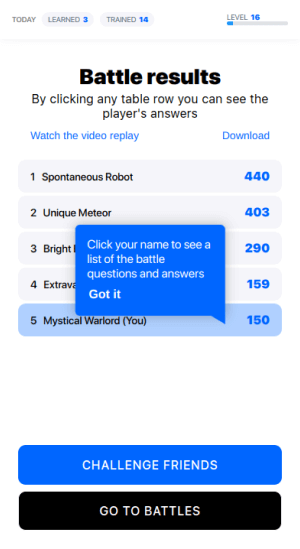 TODAY LEARNED 3 TRAINED 14 LEVEL 16
Battle results
By clicking any table row you can see the
player's answers
Watch the video replay Download
1 Spontaneous Robot 440
2 Unique Meteor 403
3 Bright 290
4 159
5 Mystical Warlord (You) 150
Click your name to see a
list of the battle
questions and answers
Got it
CHALLENGE FRIENDS
GO TO BATTLES